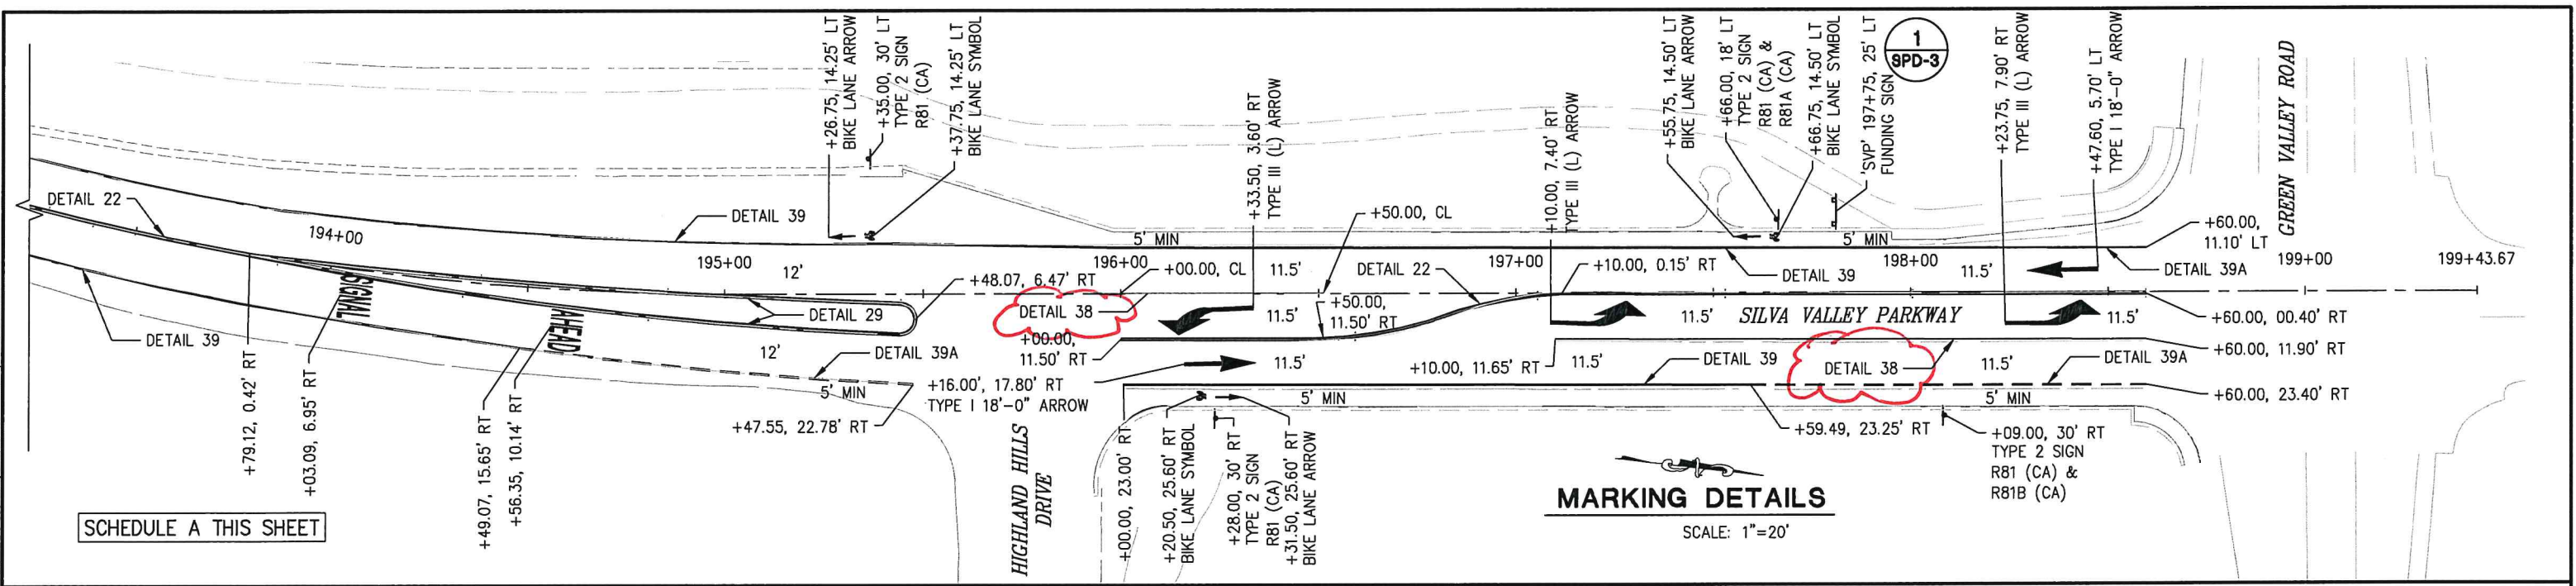 +26.75, 14.25' LT
BIKE LANE ARROW
+35.00, 30' LT
TYPE 2 SIGN
R81 (CA)
+37.75, 14.25' LT
BIKE LANE SYMBOL
+33.50, 3.60' RT
TYPE III (L) ARROW
+10.00, 7.40' RT
TYPE III (L) ARROW
+55.75, 14.50' LT
BIKE LANE ARROW
+66.00, 18' LT
TYPE 2 SIGN
R81 (CA) &
R81A (CA)
+66.75, 14.50' LT
BIKE LANE SYMBOL
'SVP' 197+75, 25' LT
FUNDING SIGN
1
SPD-3
+23.75, 7.90' RT
TYPE III (L) ARROW
+47.60, 5.70' LT
TYPE I 18'-0" ARROW
GREEN VALLEY ROAD
DETAIL 22
194+00
DETAIL 39
195+00
12'
196+00
5' MIN
+00.00, CL
11.5'
+50.00, CL
DETAIL 22
197+00
+10.00, 0.15' RT
DETAIL 39
5' MIN
198+00
11.5'
+60.00,
11.10' LT
DETAIL 39A
199+00
199+43.67
SIGNAL
AHEAD
DETAIL 29
+48.07, 6.47' RT
DETAIL 38
+00.00,
11.50' RT
11.5'
+50.00,
11.50' RT
11.5'
SILVA VALLEY PARKWAY
11.5'
+60.00, 00.40' RT
DETAIL 39
12'
DETAIL 39A
5' MIN
+16.00', 17.80' RT
TYPE I 18'-0" ARROW
11.5'
+10.00, 11.65' RT
11.5'
DETAIL 39
DETAIL 38
11.5'
DETAIL 39A
+60.00, 11.90' RT
+60.00, 23.40' RT
+47.55, 22.78' RT
5' MIN
5' MIN
+59.49, 23.25' RT
+09.00, 30' RT
TYPE 2 SIGN
R81 (CA) &
R81B (CA)
+79.12, 0.42' RT
+03.09, 6.95' RT
+49.07, 15.65' RT
+56.35, 10.14' RT
HIGHLAND HILLS
DRIVE
+00.00, 23.00' RT
+20.50, 25.60' RT
BIKE LANE SYMBOL
+28.00, 30' RT
TYPE 2 SIGN
R81 (CA)
+31.50, 25.60' RT
BIKE LANE ARROW
SCHEDULE A THIS SHEET
MARKING DETAILS
SCALE: 1"=20'